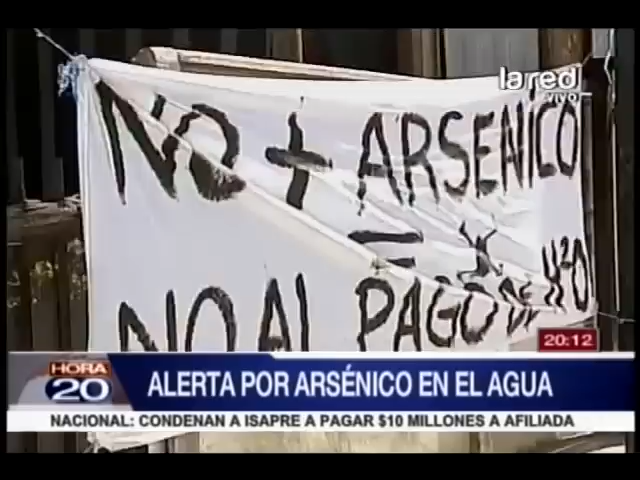 la red
VIVO
NO + ARSENICO
=
NO AL PAGO DE H2O
20:12
HORA
20
ALERTA POR ARSÉNICO EN EL AGUA
NACIONAL: CONDENAN A ISAPRE A PAGAR $10 MILLONES A AFILIADA